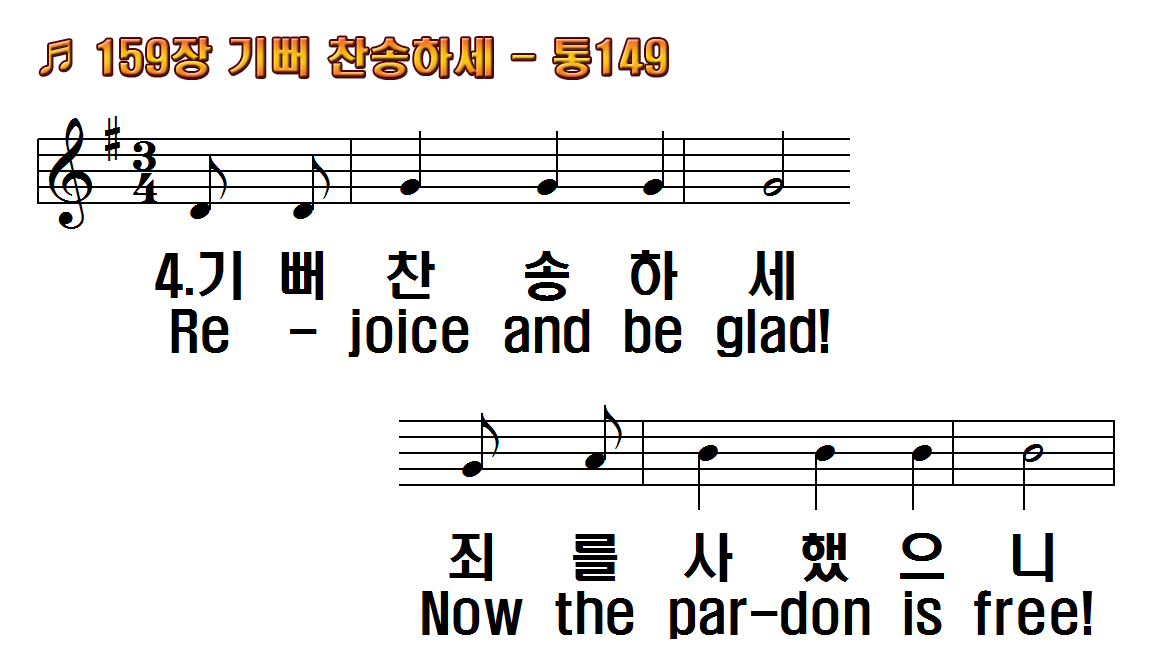 159장 기뻐 찬송하세 - 통149
4.기 뻐 찬 송 하 세
Re - joice and be glad!
죄 를 사 했 으 니
Now the par-don is free!